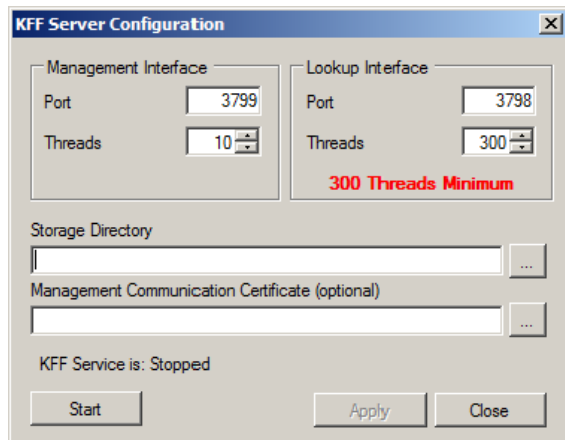 KFF Server Configuration
Management Interface
Port 3799
Threads 10
Lookup Interface
Port 3798
Threads 300
300 Threads Minimum
Storage Directory
...
Management Communication Certificate (optional)
...
KFF Service is: Stopped
Start Apply Close